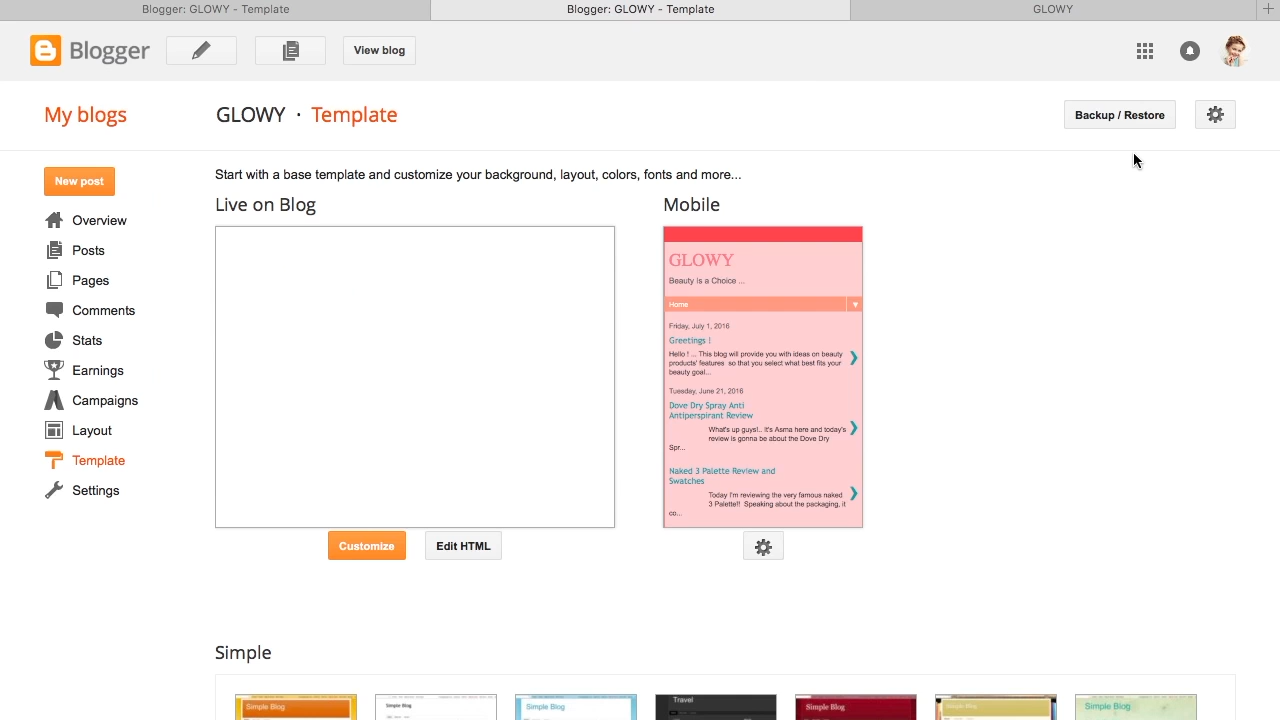 Blogger: GLOWY - Template
Blogger: GLOWY - Template
GLOWY
Blogger
View blog
My blogs
GLOWY · Template
Backup / Restore
New post
Overview
Posts
Pages
Comments
Stats
Earnings
Campaigns
Layout
Template
Settings
Start with a base template and customize your background, layout, colors, fonts and more...
Live on Blog
Mobile
GLOWY
Beauty is a Choice ...
Home
Friday, July 1, 2016
Greetings !
Hello ! ... This blog will provide you with ideas on beauty
products' features so that you select what best fits your
beauty goal...
Tuesday, June 21, 2016
Dove Dry Spray Anti
Antiperspirant Review
What's up guys!.. It's Asma here and today's
review is gonna be about the Dove Dry
Spr...
Naked 3 Palette Review and
Swatches
Today I'm reviewing the very famous naked
3 Palette!! Speaking about the packaging, it
co...
Customize
Edit HTML
Simple
Simple Blog
Simple Blog
Simple Blog
Travel
Simple Blog
Simple Blog
Simple Blog